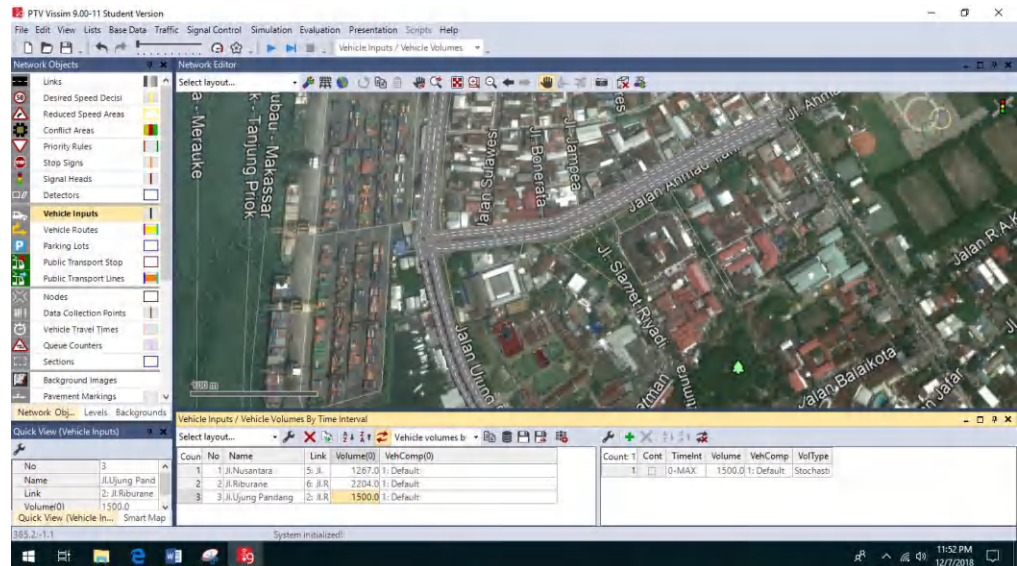 PTV Vissim 9.00-11 Student Version
File Edit View Lists Base Data Traffic Signal Control Simulation Evaluation Presentation Scripts Help
Vehicle Inputs / Vehicle Volumes
Network Objects
Network Editor
Select layout...
Links
Desired Speed Decisi
Reduced Speed Areas
Conflict Areas
Priority Rules
Stop Signs
Signal Heads
Detectors
Vehicle Inputs
Vehicle Routes
Parking Lots
Public Transport Stop
Public Transport Lines
Nodes
Data Collection Points
Vehicle Travel Times
Queue Counters
Sections
Background Images
Pavement Markings
Network Obj... Levels Backgrounds
a - Merauke
ubau - Makassar
k - Tanjung Priok
Jalan Sulawesi
Jl. Bonerata
Jl. Jampea
res
Jl. Ahmad
Jalan Ahmad
Jalan R.A
Jl. Slamet Riyadi
Jalan Ujung
Jalan Balaikota
100 m
Quick View (Vehicle Inputs)
No 3
Name Jl.Ujung Pand
Link 2: Jl.Riburane
Volume(0) 1500.0
Quick View (Vehicle In... Smart Map
Vehicle Inputs / Vehicle Volumes By Time Interval
Select layout... Vehicle volumes b
Coun No Name Link Volume(0) VehComp(0)
1 1 Jl.Nusantara 5: Jl. 1267.0 1: Default
2 2 Jl.Riburane 6: Jl.R 2204.0 1: Default
3 3 Jl.Ujung Pandang 2: Jl.R 1500.0 1: Default
Count: 1 Cont TimeInt Volume VehComp VolType
1 0-MAX 1500.0 1: Default Stochasti
385.2:-1.1 System initialized!
11:52 PM
12/7/2018